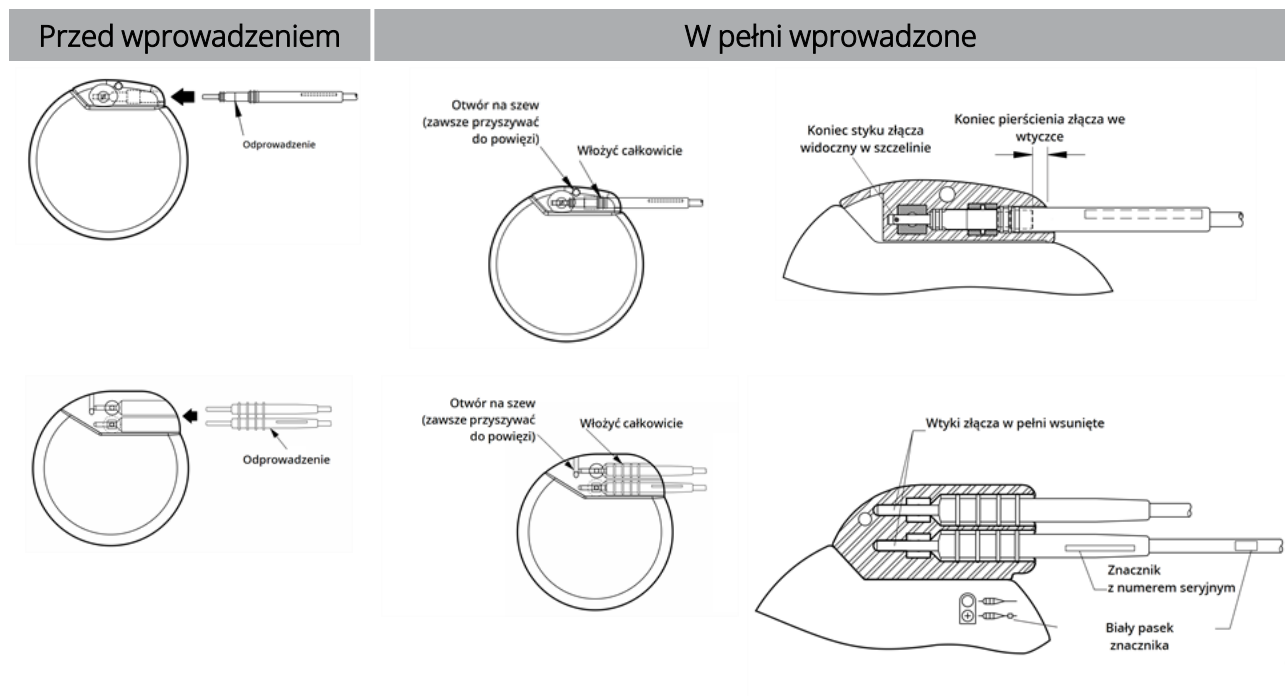 Przed wprowadzeniem
W pełni wprowadzone
Odprowadzenie
Otwór na szew
(zawsze przyszywać
do powięzi)
Włożyć całkowicie
Koniec styku złącza
widoczny w szczelinie
Koniec pierścienia złącza we
wtyczce
Odprowadzenie
Otwór na szew
(zawsze przyszywać
do powięzi)
Włożyć całkowicie
Wtyki złącza w pełni wsunięte
Znacznik
z numerem seryjnym
Biały pasek
znacznika